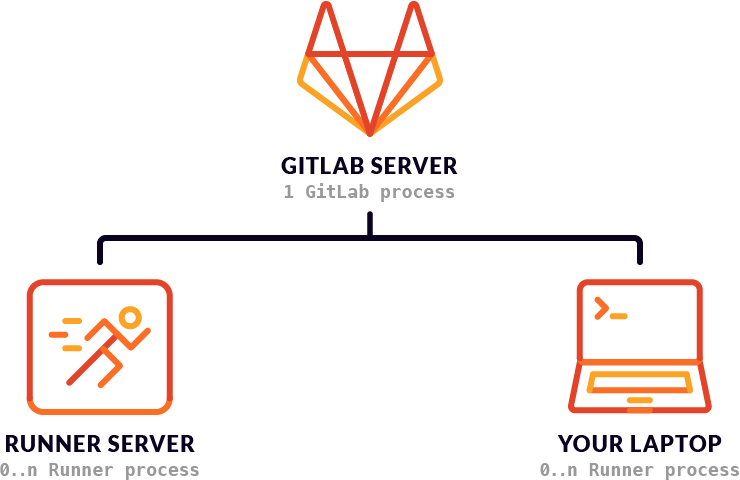 GITLAB SERVER
1 GitLab process
>_
RUNNER SERVER
0..n Runner process
YOUR LAPTOP
0..n Runner process